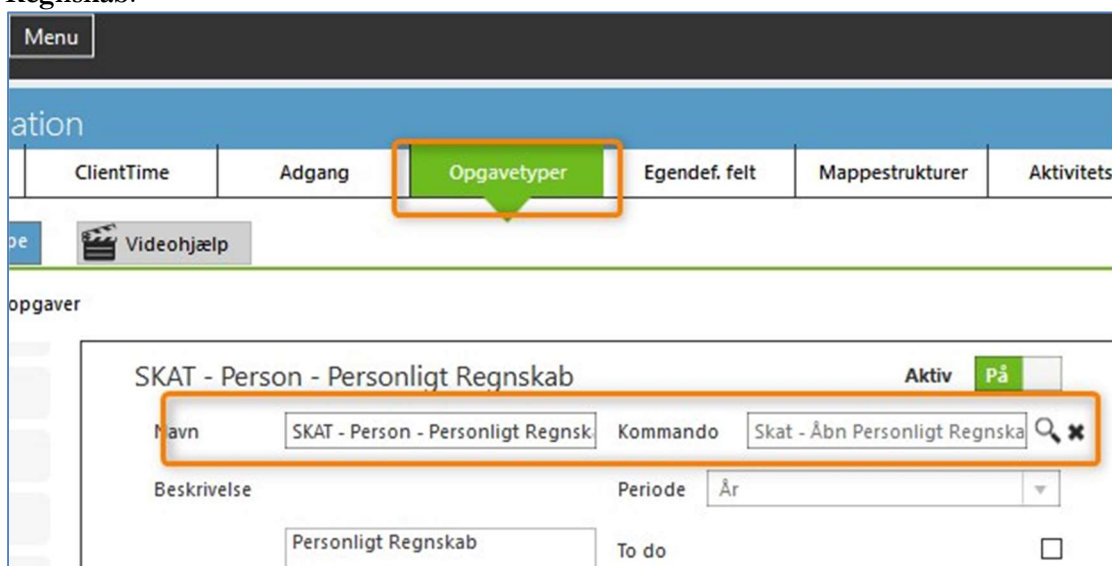 Regnskab.
Menu
ation
ClientTime Adgang Opgavetyper Egendef. felt Mappestrukturer Aktivitets
pe Videohjælp
opgaver
SKAT - Person - Personligt Regnskab Aktiv På
Navn SKAT - Person - Personligt Regnsk Kommando Skat - Åbn Personligt Regnska
Beskrivelse Periode År
Personligt Regnskab To do